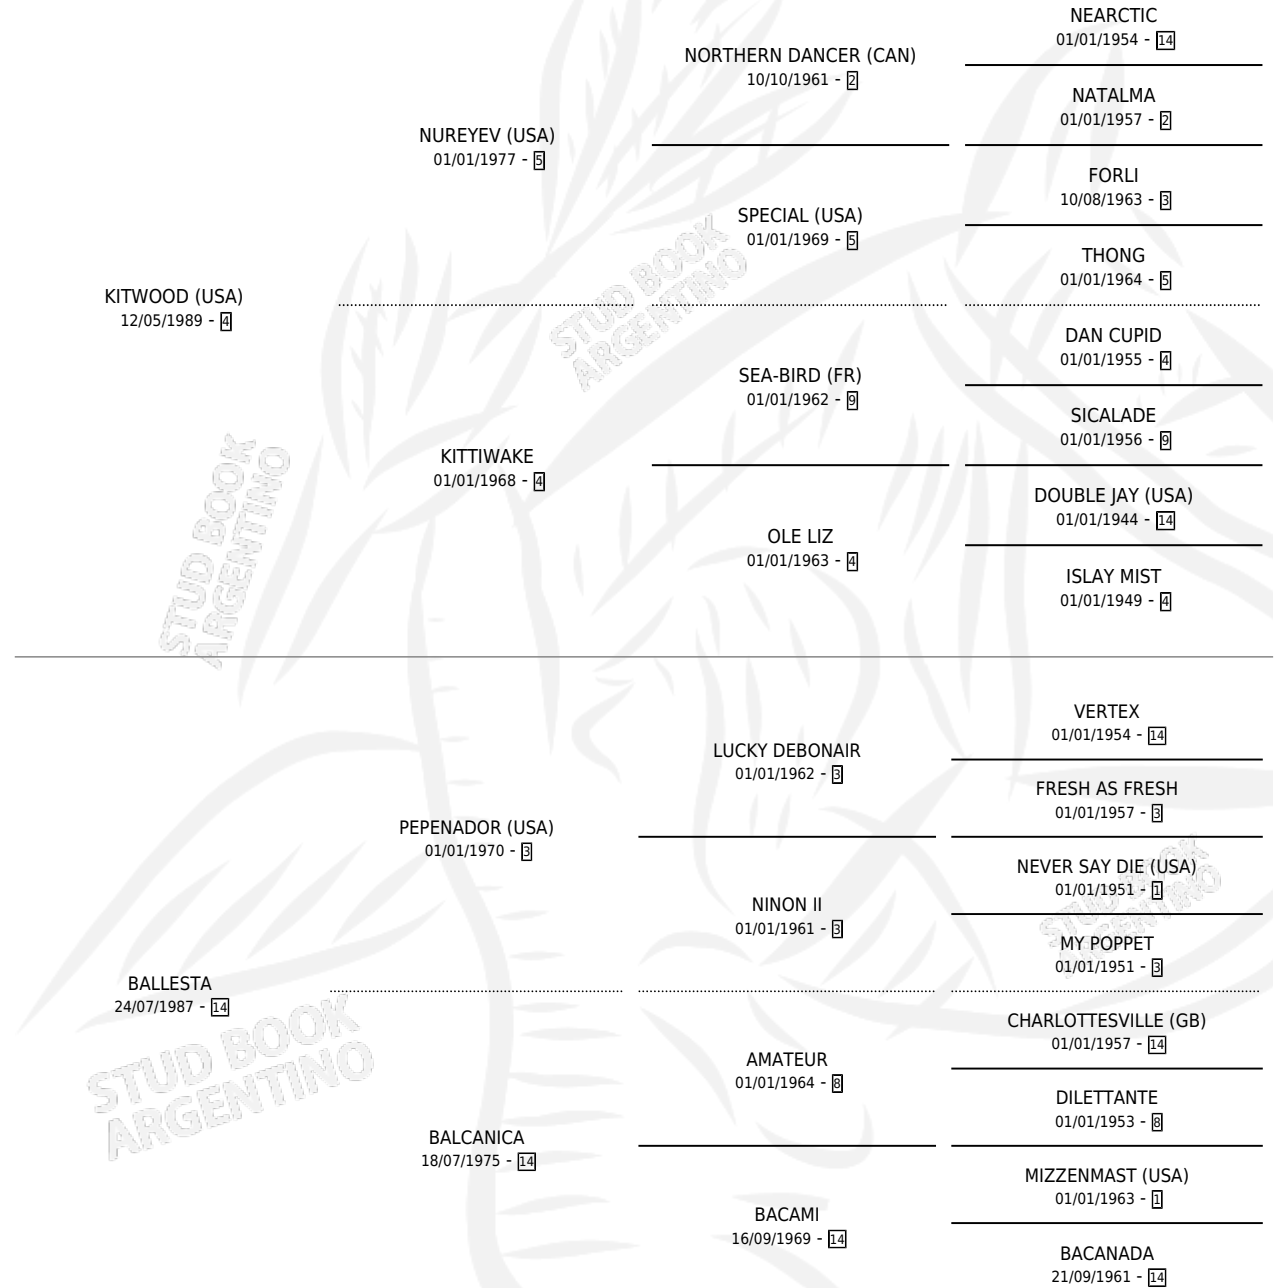 NEARCTIC
01/01/1954 - 14
NORTHERN DANCER (CAN)
10/10/1961 - 2
NATALMA
01/01/1957 - 2
NUREYEV (USA)
01/01/1977 - 5
FORLI
10/08/1963 - 3
SPECIAL (USA)
01/01/1969 - 5
THONG
01/01/1964 - 5
KITWOOD (USA)
12/05/1989 - 4
STUD BOOK
ARGENTINO
DAN CUPID
01/01/1955 - 4
SEA-BIRD (FR)
01/01/1962 - 9
SICALADE
01/01/1956 - 9
KITTIWAKE
01/01/1968 - 4
DOUBLE JAY (USA)
01/01/1944 - 14
OLE LIZ
01/01/1963 - 4
ISLAY MIST
01/01/1949 - 4
STUD BOOK
ARGENTINO
VERTEX
01/01/1954 - 14
LUCKY DEBONAIR
01/01/1962 - 3
FRESH AS FRESH
01/01/1957 - 3
PEPENADOR (USA)
01/01/1970 - 3
NEVER SAY DIE (USA)
01/01/1951 - 1
NINON II
01/01/1961 - 3
MY POPPET
01/01/1951 - 3
STUD BOOK
ARGENTINO
BALLESTA
24/07/1987 - 14
CHARLOTTESVILLE (GB)
01/01/1957 - 14
AMATEUR
01/01/1964 - 8
DILETTANTE
01/01/1953 - 8
STUD BOOK
ARGENTINO
BALCANICA
18/07/1975 - 14
MIZZENMAST (USA)
01/01/1963 - 1
BACAMI
16/09/1969 - 14
BACANADA
21/09/1961 - 14